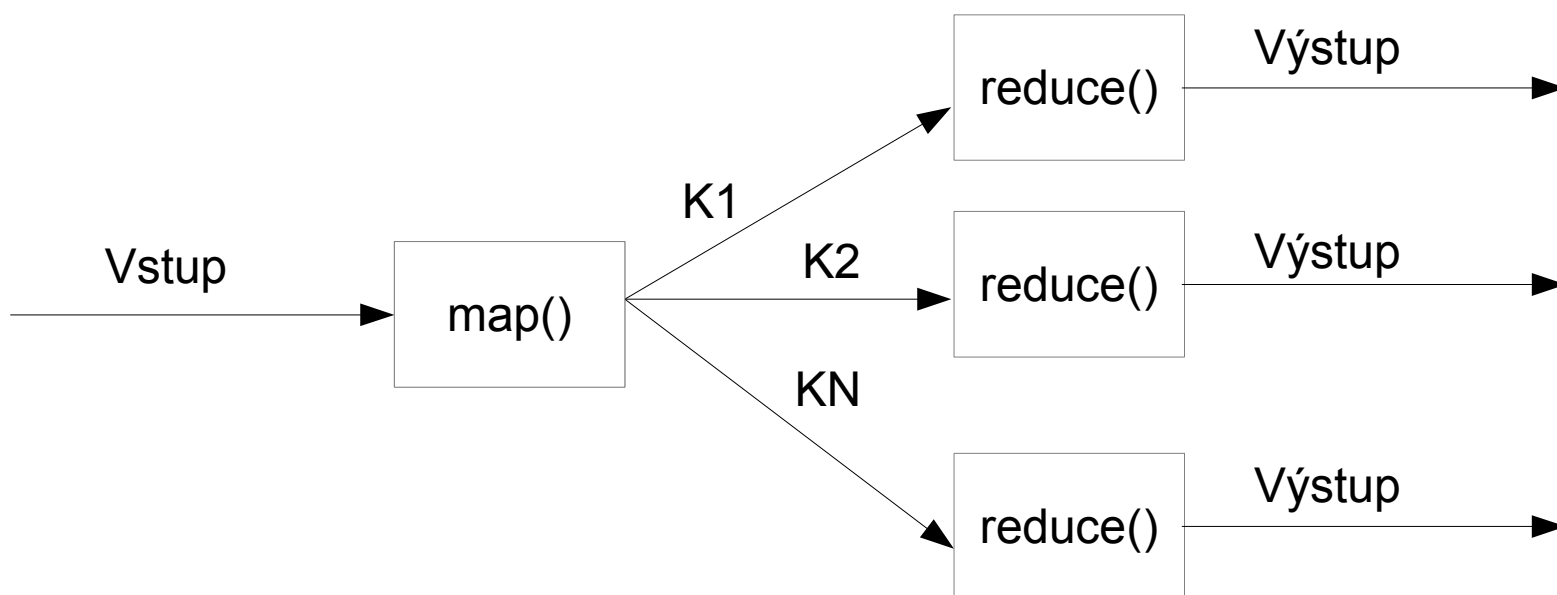 Vstup
map()
K1
K2
KN
reduce()
Výstup
reduce()
Výstup
reduce()
Výstup